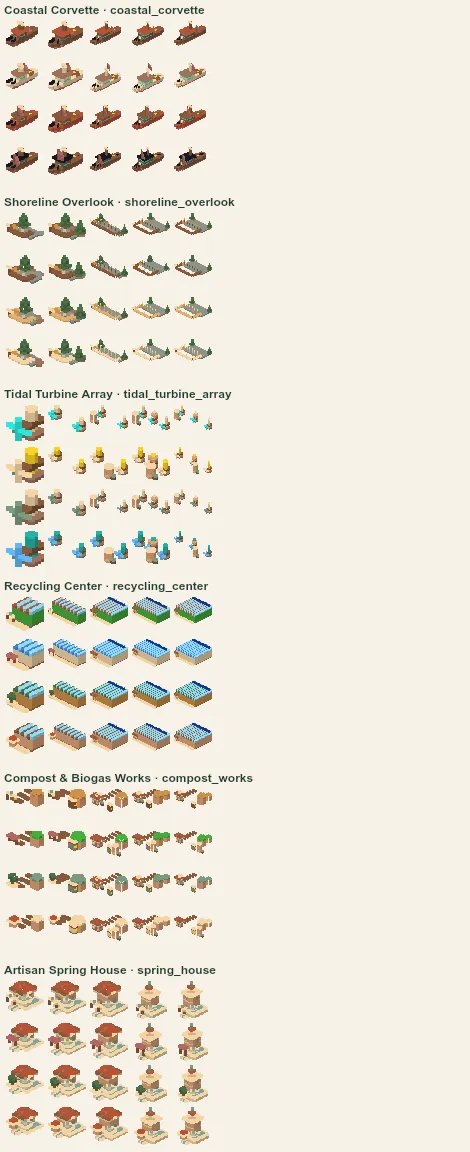 Coastal Corvette · coastal_corvette
Shoreline Overlook · shoreline_overlook
Tidal Turbine Array · tidal_turbine_array
Recycling Center · recycling_center
Compost & Biogas Works · compost_works
Artisan Spring House · spring_house